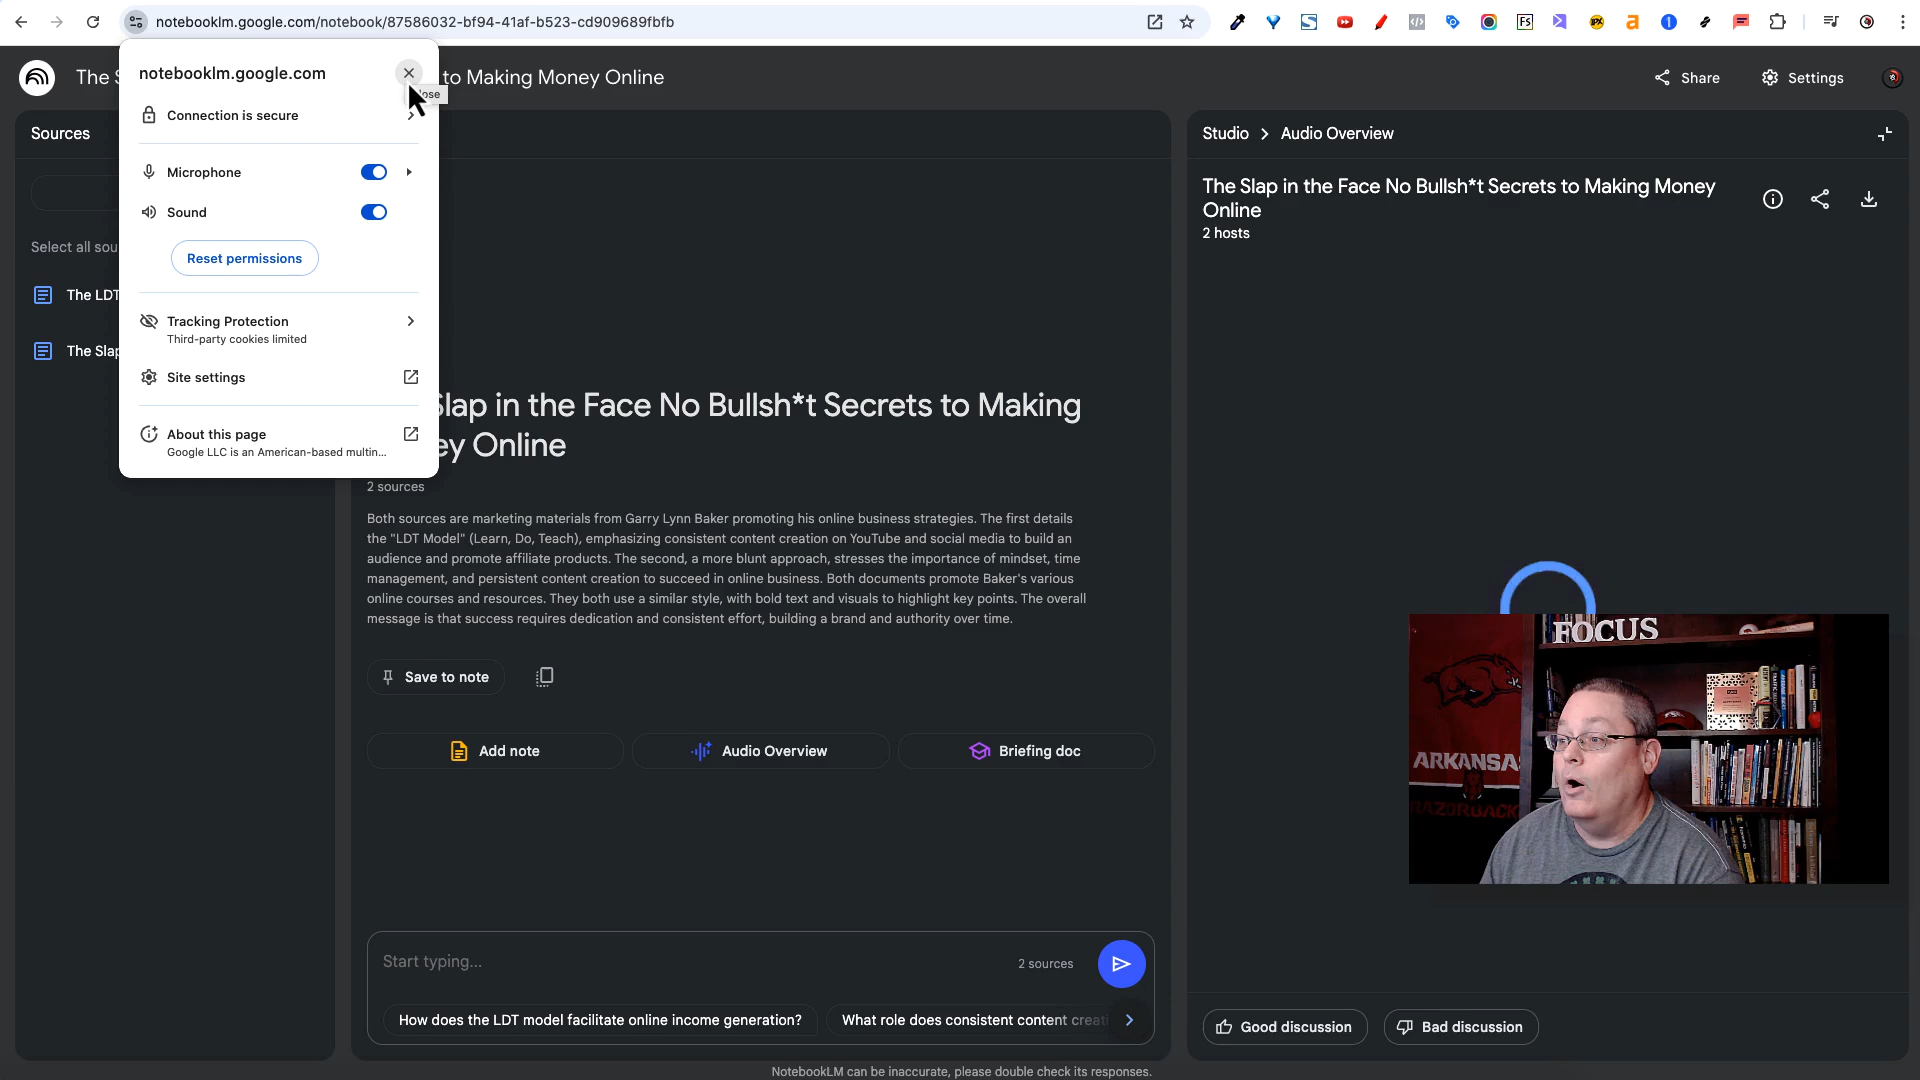 notebooklm.google.com/notebook/87586032-bf94-41af-b523-cd909689fbfb
notebooklm.google.com
Connection is secure
Microphone
Sound
Reset permissions
Tracking Protection
Third-party cookies limited
Site settings
About this page
Google LLC is an American-based multin...
The S
to Making Money Online
Share
Settings
Sources
Select all sou
The LDT
The Slap
Slap in the Face No Bullsh*t Secrets to Making
ey Online
2 sources
Both sources are marketing materials from Garry Lynn Baker promoting his online business strategies. The first details
the "LDT Model" (Learn, Do, Teach), emphasizing consistent content creation on YouTube and social media to build an
audience and promote affiliate products. The second, a more blunt approach, stresses the importance of mindset, time
management, and persistent content creation to succeed in online business. Both documents promote Baker's various
online courses and resources. They both use a similar style, with bold text and visuals to highlight key points. The overall
message is that success requires dedication and consistent effort, building a brand and authority over time.
Save to note
Add note
Audio Overview
Briefing doc
Start typing...
2 sources
How does the LDT model facilitate online income generation?
What role does consistent content creati
NotebookLM can be inaccurate, please double check its responses.
Studio > Audio Overview
The Slap in the Face No Bullsh*t Secrets to Making Money
Online
2 hosts
FOCUS
ARKANSA
RAZORBACK
Good discussion
Bad discussion